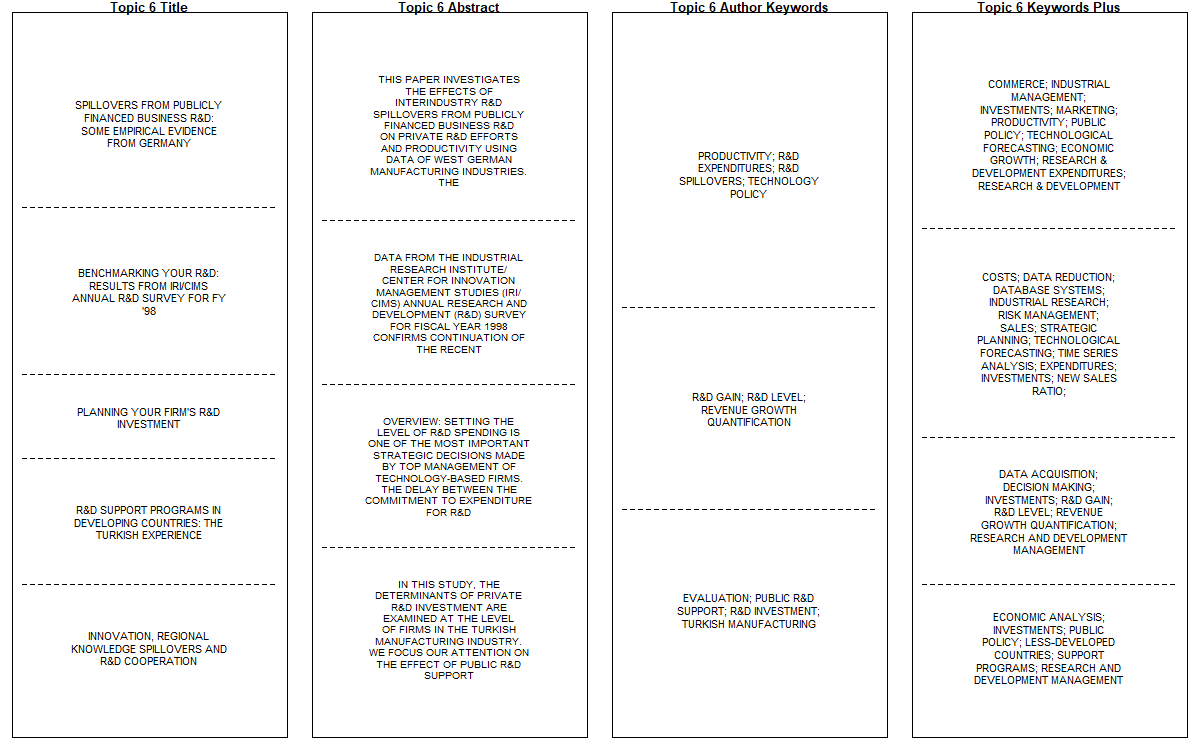 Topic 6 Title
SPILLOVERS FROM PUBLICLY
FINANCED BUSINESS R&D:
SOME EMPIRICAL EVIDENCE
FROM GERMANY
BENCHMARKING YOUR R&D:
RESULTS FROM IRI/CIMS
ANNUAL R&D SURVEY FOR FY
'98
PLANNING YOUR FIRM'S R&D
INVESTMENT
R&D SUPPORT PROGRAMS IN
DEVELOPING COUNTRIES: THE
TURKISH EXPERIENCE
INNOVATION, REGIONAL
KNOWLEDGE SPILLOVERS AND
R&D COOPERATION
Topic 6 Abstract
THIS PAPER INVESTIGATES
THE EFFECTS OF
INTERINDUSTRY R&D
SPILLOVERS FROM PUBLICLY
FINANCED BUSINESS R&D
ON PRIVATE R&D EFFORTS
AND PRODUCTIVITY USING
DATA OF WEST GERMAN
MANUFACTURING INDUSTRIES.
THE
DATA FROM THE INDUSTRIAL
RESEARCH INSTITUTE/
CENTER FOR INNOVATION
MANAGEMENT STUDIES (IRI/
CIMS) ANNUAL RESEARCH AND
DEVELOPMENT (R&D) SURVEY
FOR FISCAL YEAR 1998
CONFIRMS CONTINUATION OF
THE RECENT
OVERVIEW: SETTING THE
LEVEL OF R&D SPENDING IS
ONE OF THE MOST IMPORTANT
STRATEGIC DECISIONS MADE
BY TOP MANAGEMENT OF
TECHNOLOGY-BASED FIRMS.
THE DELAY BETWEEN THE
COMMITMENT TO EXPENDITURE
FOR R&D
IN THIS STUDY, THE
DETERMINANTS OF PRIVATE
R&D INVESTMENT ARE
EXAMINED AT THE LEVEL
OF FIRMS IN THE TURKISH
MANUFACTURING INDUSTRY.
WE FOCUS OUR ATTENTION ON
THE EFFECT OF PUBLIC R&D
SUPPORT
Topic 6 Author Keywords
PRODUCTIVITY; R&D
EXPENDITURES; R&D
SPILLOVERS; TECHNOLOGY
POLICY
R&D GAIN; R&D LEVEL;
REVENUE GROWTH
QUANTIFICATION
EVALUATION; PUBLIC R&D
SUPPORT; R&D INVESTMENT;
TURKISH MANUFACTURING
Topic 6 Keywords Plus
COMMERCE; INDUSTRIAL
MANAGEMENT;
INVESTMENTS; MARKETING;
PRODUCTIVITY; PUBLIC
POLICY; TECHNOLOGICAL
FORECASTING; ECONOMIC
GROWTH; RESEARCH &
DEVELOPMENT EXPENDITURES;
RESEARCH & DEVELOPMENT
COSTS; DATA REDUCTION;
DATABASE SYSTEMS;
INDUSTRIAL RESEARCH;
RISK MANAGEMENT;
SALES; STRATEGIC
PLANNING; TECHNOLOGICAL
FORECASTING; TIME SERIES
ANALYSIS; EXPENDITURES;
INVESTMENTS; NEW SALES
RATIO;
DATA ACQUISITION;
DECISION MAKING;
INVESTMENTS; R&D GAIN;
R&D LEVEL; REVENUE
GROWTH QUANTIFICATION;
RESEARCH AND DEVELOPMENT
MANAGEMENT
ECONOMIC ANALYSIS;
INVESTMENTS; PUBLIC
POLICY; LESS-DEVELOPED
COUNTRIES; SUPPORT
PROGRAMS; RESEARCH AND
DEVELOPMENT MANAGEMENT